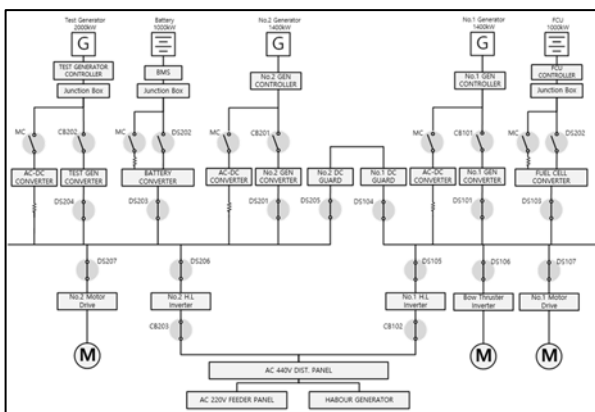 Test Generator
2000kW
Battery
1000kW
No.2 Generator
1400kW
No.1 Generator
1400kW
FCU
1000kW
G
G
G
TEST GENERATOR
CONTROLLER
BMS
No.2 GEN
CONTROLLER
No.1 GEN
CONTROLLER
FCU
CONTROLLER
Junction Box
Junction Box
Junction Box
MC
CB202
MC
DS202
MC
CB201
MC
CB101
MC
DS202
AC-DC
CONVERTER
TEST GEN
CONVERTER
BATTERY
CONVERTER
AC-DC
CONVERTER
No.2 GEN
CONVERTER
No.2 DC
GUARD
No.1 DC
GUARD
AC-DC
CONVERTER
No.1 GEN
CONVERTER
FUEL CELL
CONVERTER
DS204
DS203
DS201
DS205
DS104
DS101
DS103
DS207
DS206
DS105
DS106
DS107
No.2 Motor
Drive
No.2 H.L
Inverter
No.1 H.L
Inverter
Bow Thruster
Inverter
No.1 Motor
Drive
CB203
CB102
M
M
M
AC 440V DIST. PANEL
AC 220V FEEDER PANEL
HABOUR GENERATOR